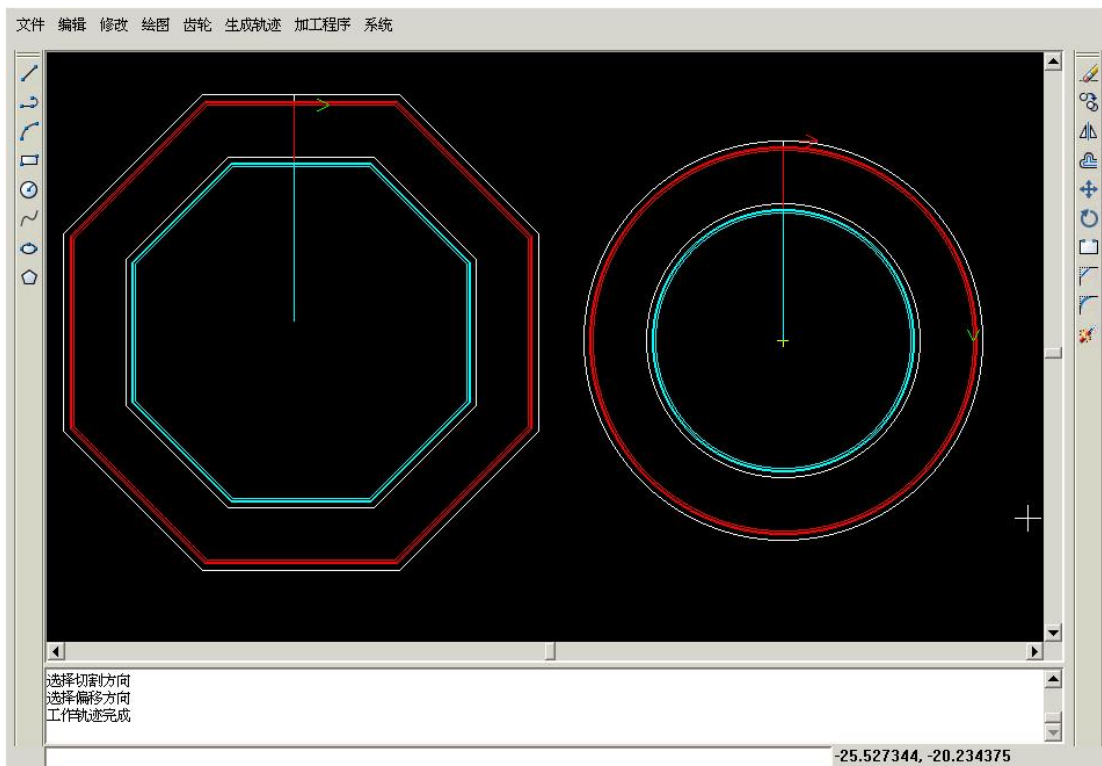 文件 编辑 修改 绘图 齿轮 生成轨迹 加工程序 系统
选择切割方向
选择偏移方向
工作轨迹完成
-25.527344, -20.234375